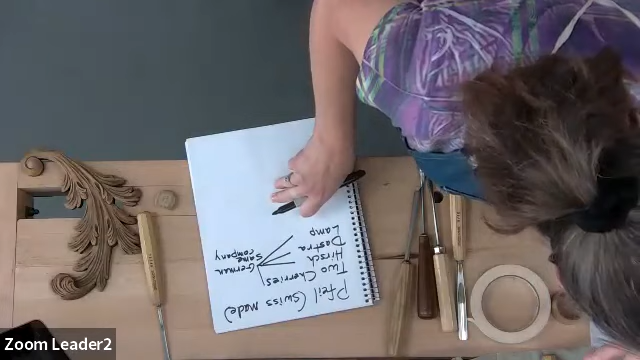 Pfeil (Swiss made)
Two Cherries
Hirsch
Dastra
Lamp
German
Same
company
Zoom Leader2